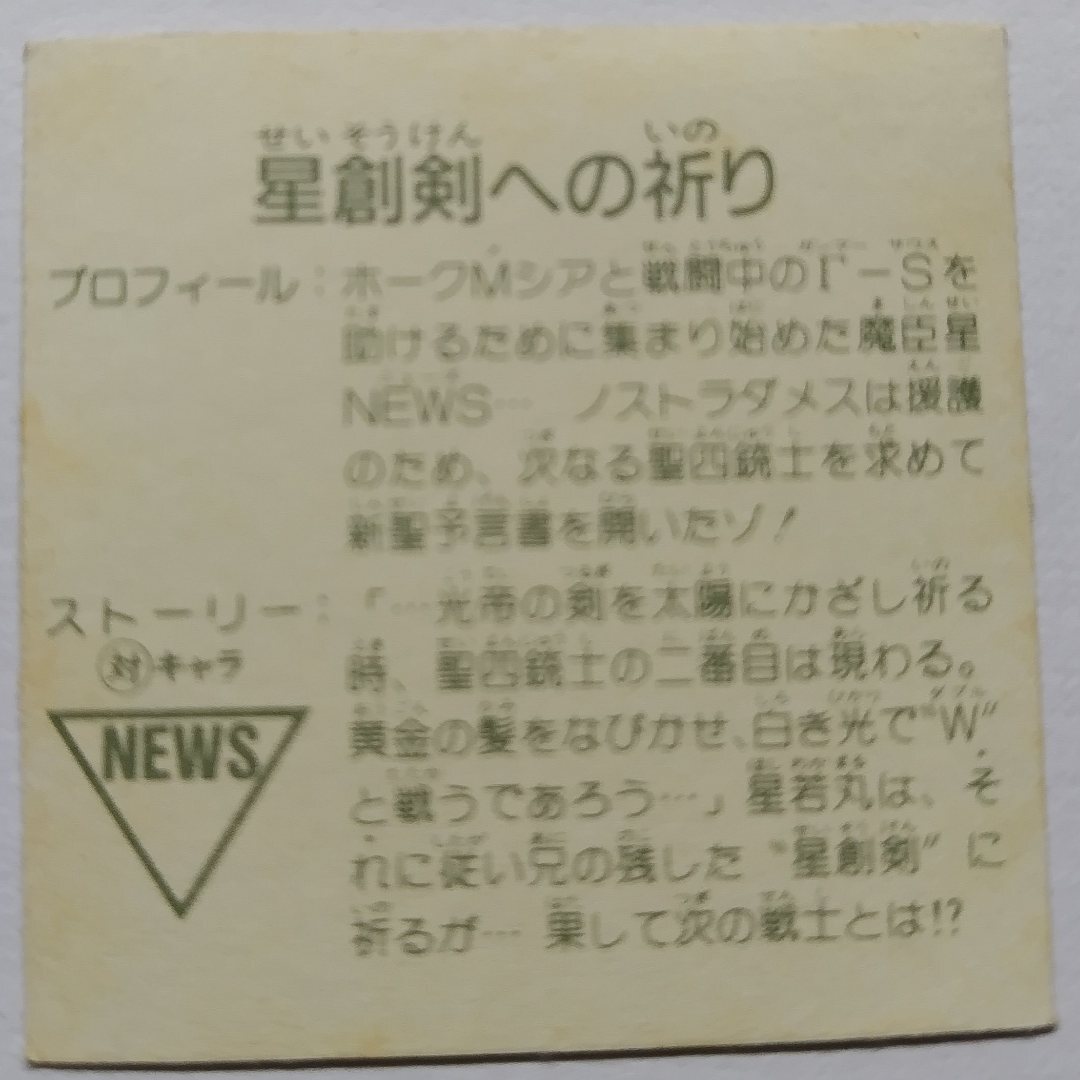 せいそうけん いの
星創剣への祈り
プロフィール:ホークMシアと戦闘中のΓ−Sを
助けるために集まり始めた魔臣星
NEWS… ノストラダメスは援護
のため、次なる聖四銃士を求めて
新聖予言書を開いたゾ!
ストーリー:「…光帝の剣を太陽にかざし祈る
時、聖四銃士の二番目は現わる。
黄金の髪をなびかせ、白き光で"W"
と戦うであろう…」星若丸は、そ
れに従い兄の残した"星創剣"に
祈るが… 果して次の戦士とは!?
対キャラ
NEWS